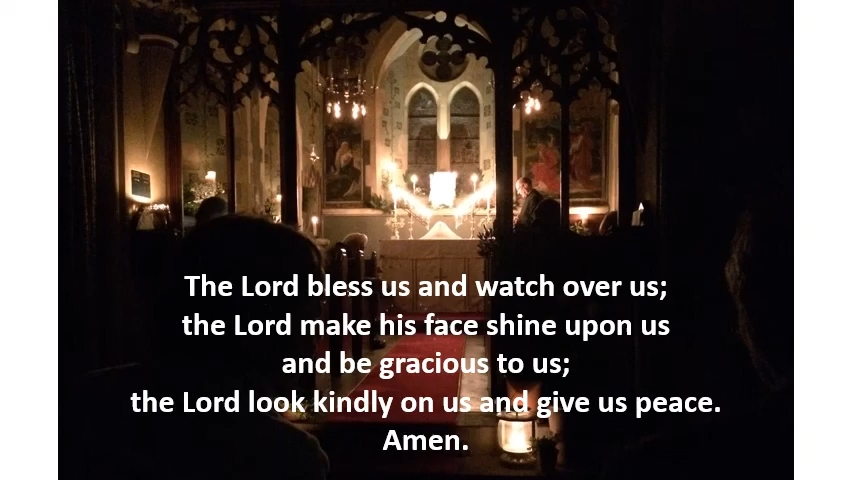 The Lord bless us and watch over us;
the Lord make his face shine upon us
and be gracious to us;
the Lord look kindly on us and give us peace.
Amen.